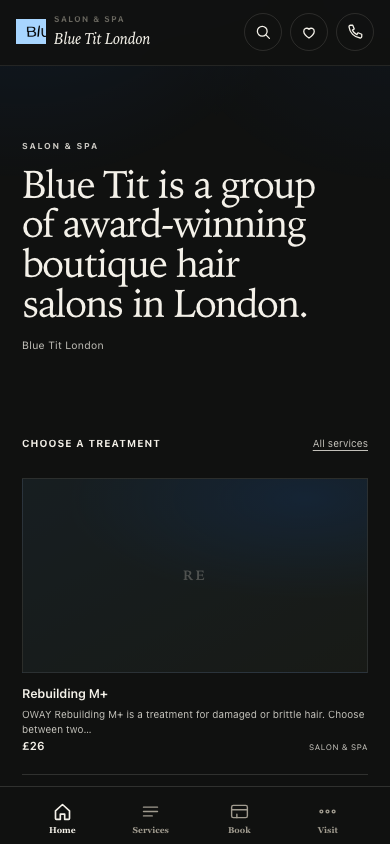 Blu
SALON & SPA
Blue Tit London
SALON & SPA
Blue Tit is a group
of award-winning
boutique hair
salons in London.
Blue Tit London
CHOOSE A TREATMENT
All services
RE
Rebuilding M+
OWAY Rebuilding M+ is a treatment for damaged or brittle hair. Choose
between two...
£26
SALON & SPA
Home
Services
Book
Visit